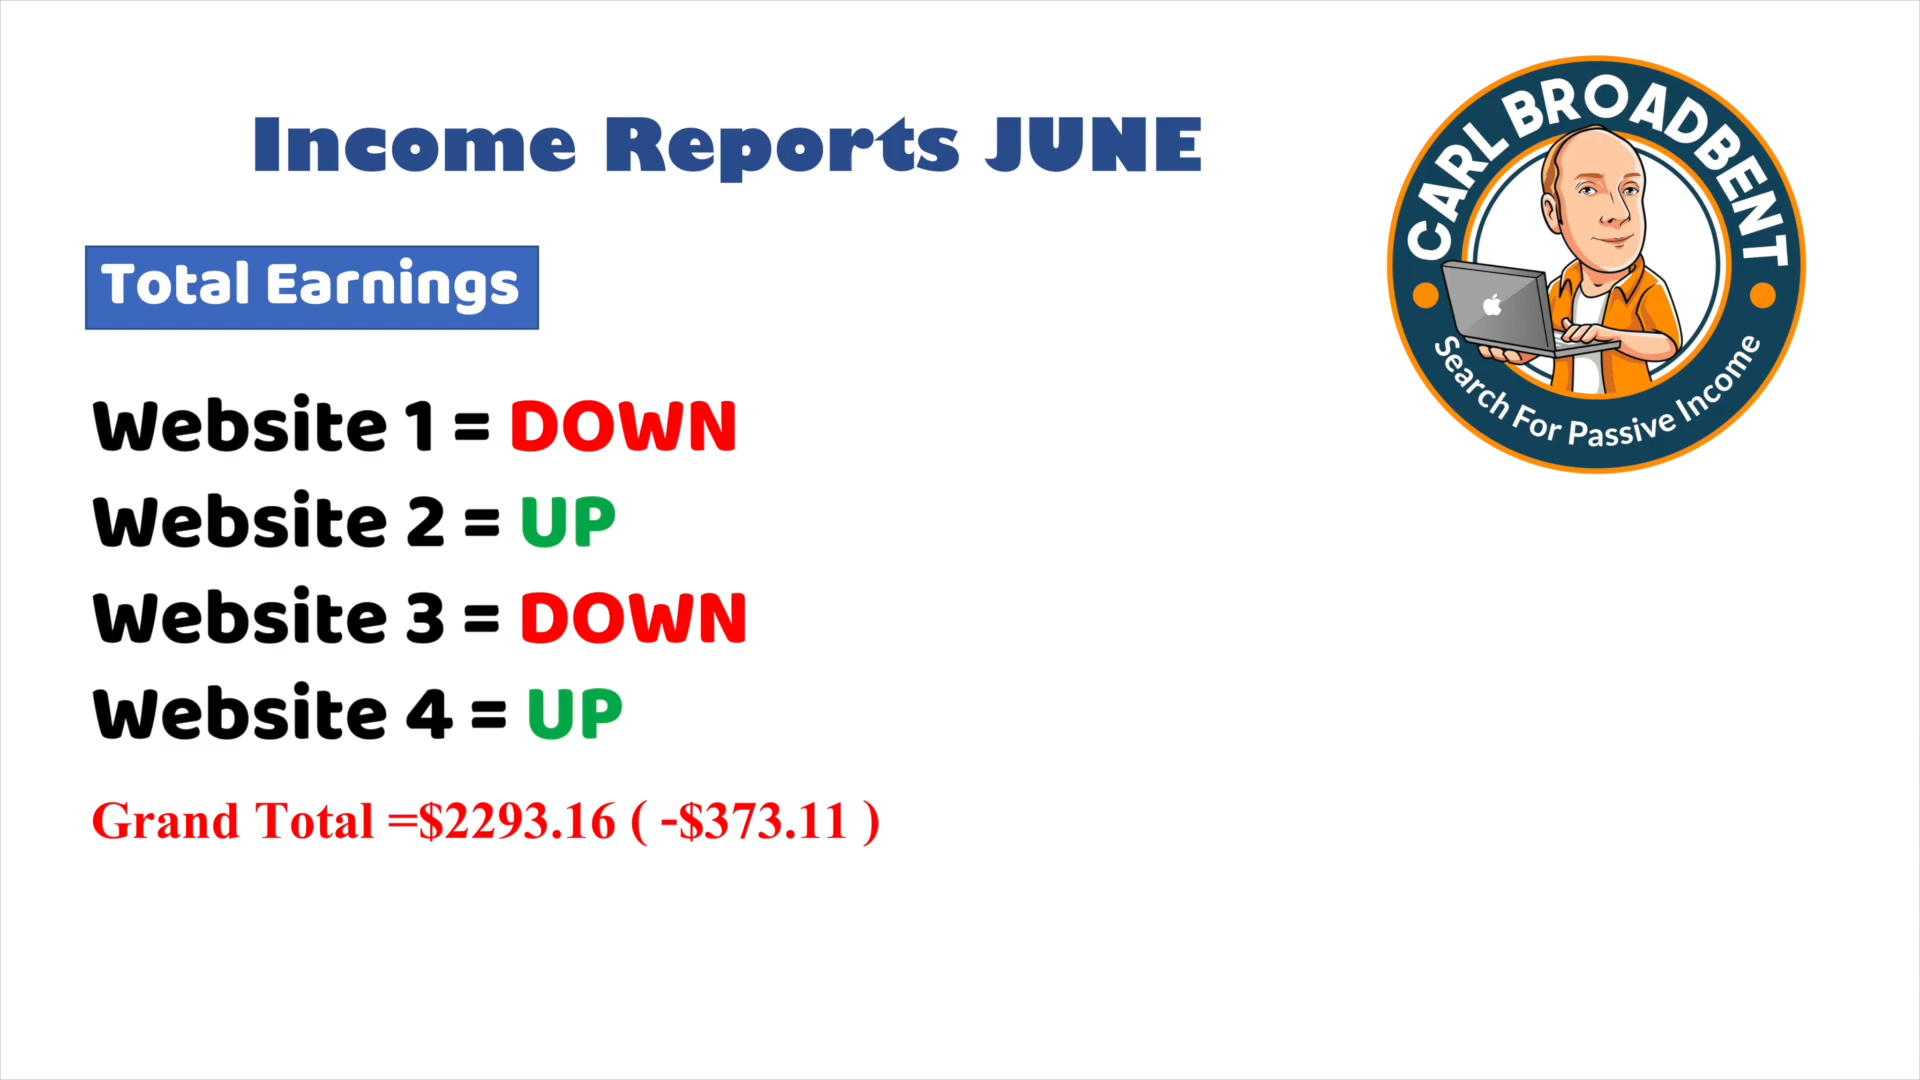 Income Reports JUNE
CARL BROADBENT
Search For Passive Income
Total Earnings
Website 1 = DOWN
Website 2 = UP
Website 3 = DOWN
Website 4 = UP
Grand Total =$2293.16 ( -$373.11 )